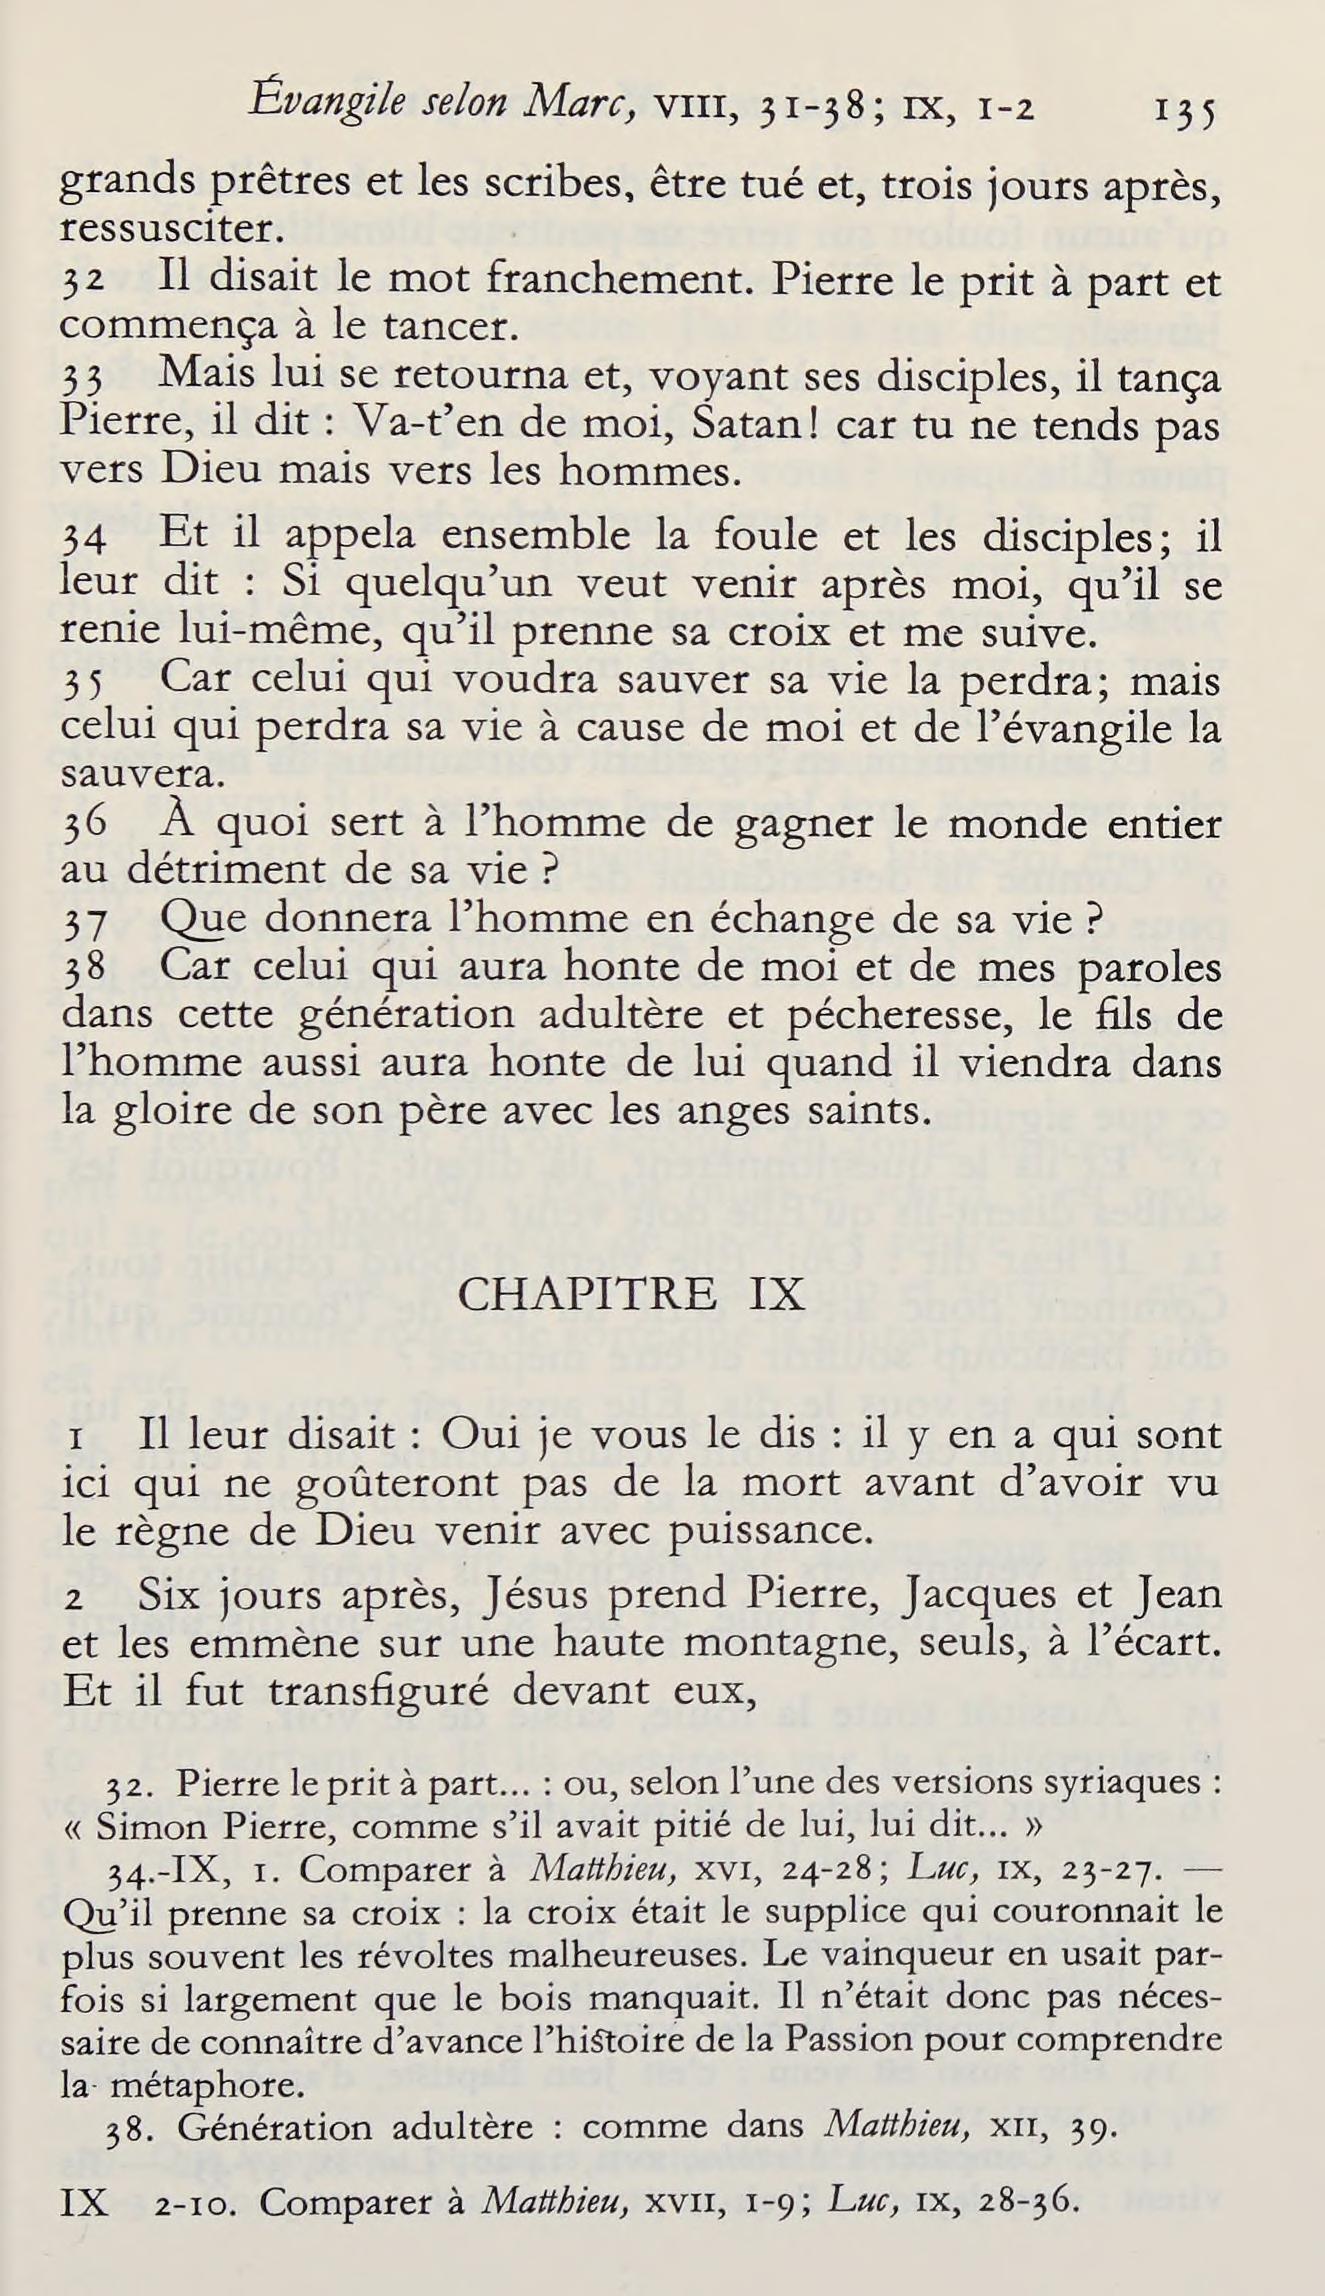 Évangile selon Marc, VIII, 31-38; IX, 1-2 135
grands prêtres et les scribes, être tué et, trois jours après,
ressusciter.
32 Il disait le mot franchement. Pierre le prit à part et
commença à le tancer.
33 Mais lui se retourna et, voyant ses disciples, il tança
Pierre, il dit : Va-t’en de moi, Satan! car tu ne tends pas
vers Dieu mais vers les hommes.
34 Et il appela ensemble la foule et les disciples; il
leur dit : Si quelqu’un veut venir après moi, qu’il se
renie lui-même, qu’il prenne sa croix et me suive.
35 Car celui qui voudra sauver sa vie la perdra; mais
celui qui perdra sa vie à cause de moi et de l’évangile la
sauvera.
36 À quoi sert à l’homme de gagner le monde entier
au détriment de sa vie ?
37 Que donnera l’homme en échange de sa vie ?
38 Car celui qui aura honte de moi et de mes paroles
dans cette génération adultère et pécheresse, le fils de
l’homme aussi aura honte de lui quand il viendra dans
la gloire de son père avec les anges saints.
CHAPITRE IX
1 Il leur disait : Oui je vous le dis : il y en a qui sont
ici qui ne goûteront pas de la mort avant d’avoir vu
le règne de Dieu venir avec puissance.
2 Six jours après, Jésus prend Pierre, Jacques et Jean
et les emmène sur une haute montagne, seuls, à l’écart.
Et il fut transfiguré devant eux,
32. Pierre le prit à part... : ou, selon l’une des versions syriaques :
« Simon Pierre, comme s’il avait pitié de lui, lui dit... »
34.-IX, 1. Comparer à Matthieu, XVI, 24-28; Luc, IX, 23-27. —
Qu’il prenne sa croix : la croix était le supplice qui couronnait le
plus souvent les révoltes malheureuses. Le vainqueur en usait par-
fois si largement que le bois manquait. Il n’était donc pas néces-
saire de connaître d’avance l’histoire de la Passion pour comprendre
la métaphore.
38. Génération adultère : comme dans Matthieu, XII, 39.
IX 2-10. Comparer à Matthieu, XVII, 1-9; Luc, IX, 28-36.